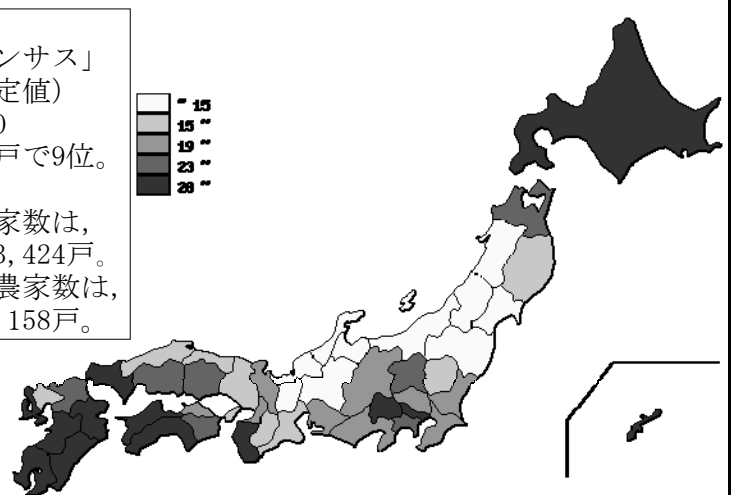 ンサス」
定値)
0
戸で9位。
家数は,
3,424戸。
農家数は,
158戸。
~ 15
15 ~
19 ~
23 ~
28 ~